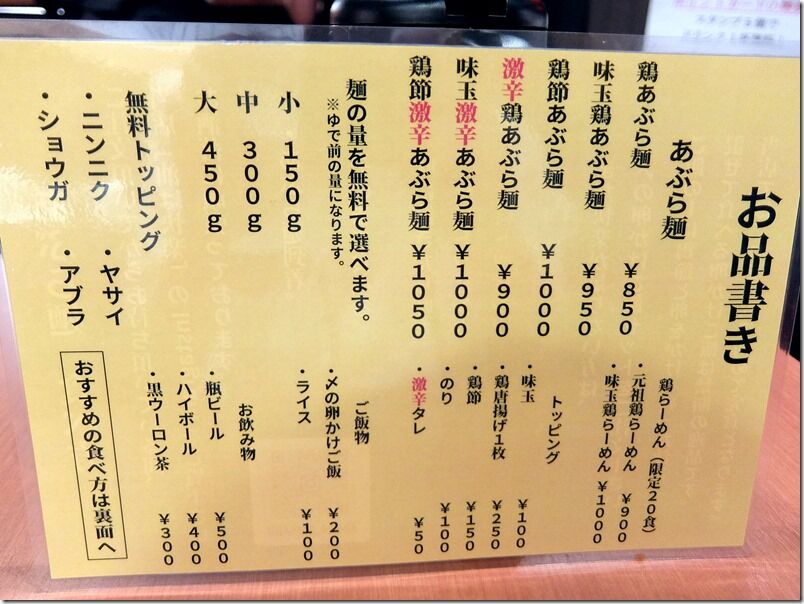 お品書き
あぶら麺
鶏あぶら麺 ￥850
味玉鶏あぶら麺 ￥950
鶏節あぶら麺 ￥1000
激辛鶏あぶら麺 ￥900
味玉激辛あぶら麺 ￥1000
鶏節激辛あぶら麺 ￥1050
麺の量を無料で選べます。
※ゆで前の量になります。
小 150g
中 300g
大 450g
無料トッピング
・ニンニク ・ヤサイ
・ショウガ ・アブラ
鶏らーめん（限定20食）
・元祖鶏らーめん ￥900
・味玉鶏らーめん ￥1000
トッピング
・味玉 ￥100
・鶏唐揚げ1枚 ￥250
・鶏節 ￥150
・のり ￥100
・激辛タレ ￥50
ご飯物
・〆の卵かけご飯 ￥200
・ライス ￥100
お飲み物
・瓶ビール ￥500
・ハイボール ￥400
・黒ウーロン茶 ￥300
おすすめの食べ方は裏面へ